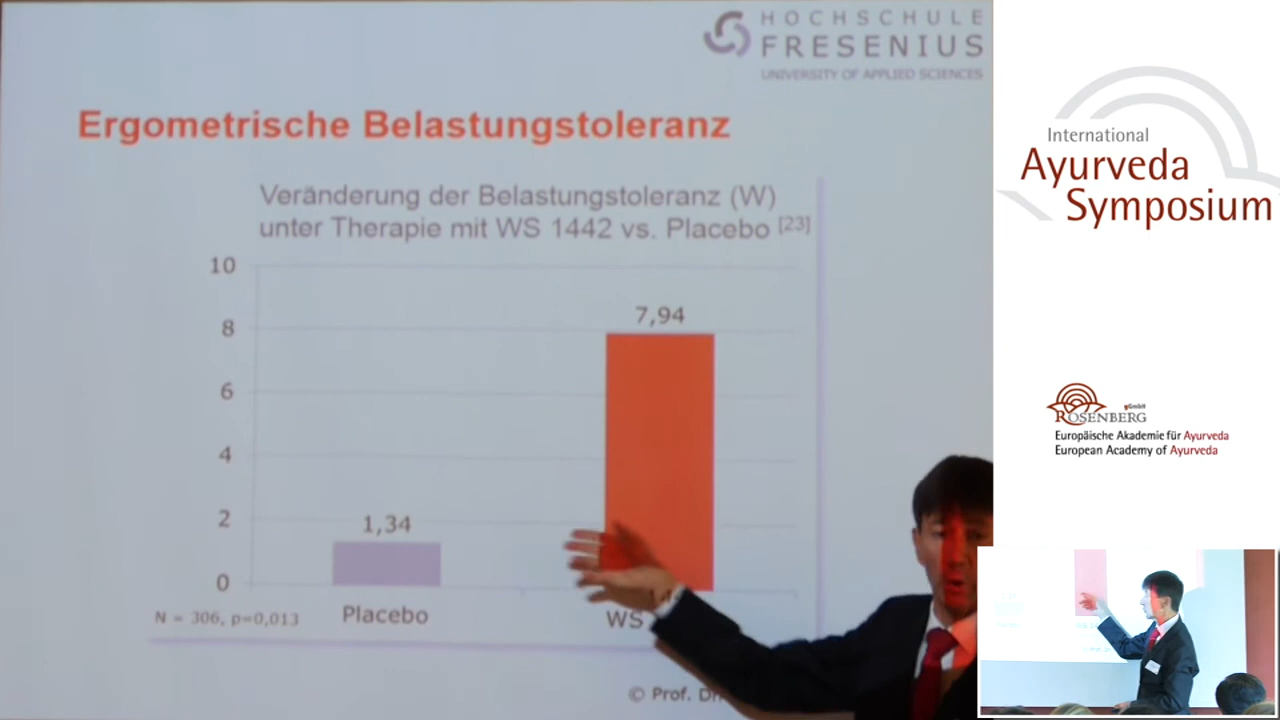 HOCHSCHULE
FRESENIUS
UNIVERSITY OF APPLIED SCIENCES
Ergometrische Belastungstoleranz
Veränderung der Belastungstoleranz (W)
unter Therapie mit WS 1442 vs. Placebo [23]
10
8
6
4
2
0
7,94
1,34
N = 306, p=0,013
Placebo
WS
© Prof.
International
Ayurveda
Symposium
gGmbH
ROSENBERG
Europäische Akademie für Ayurveda
European Academy of Ayurveda